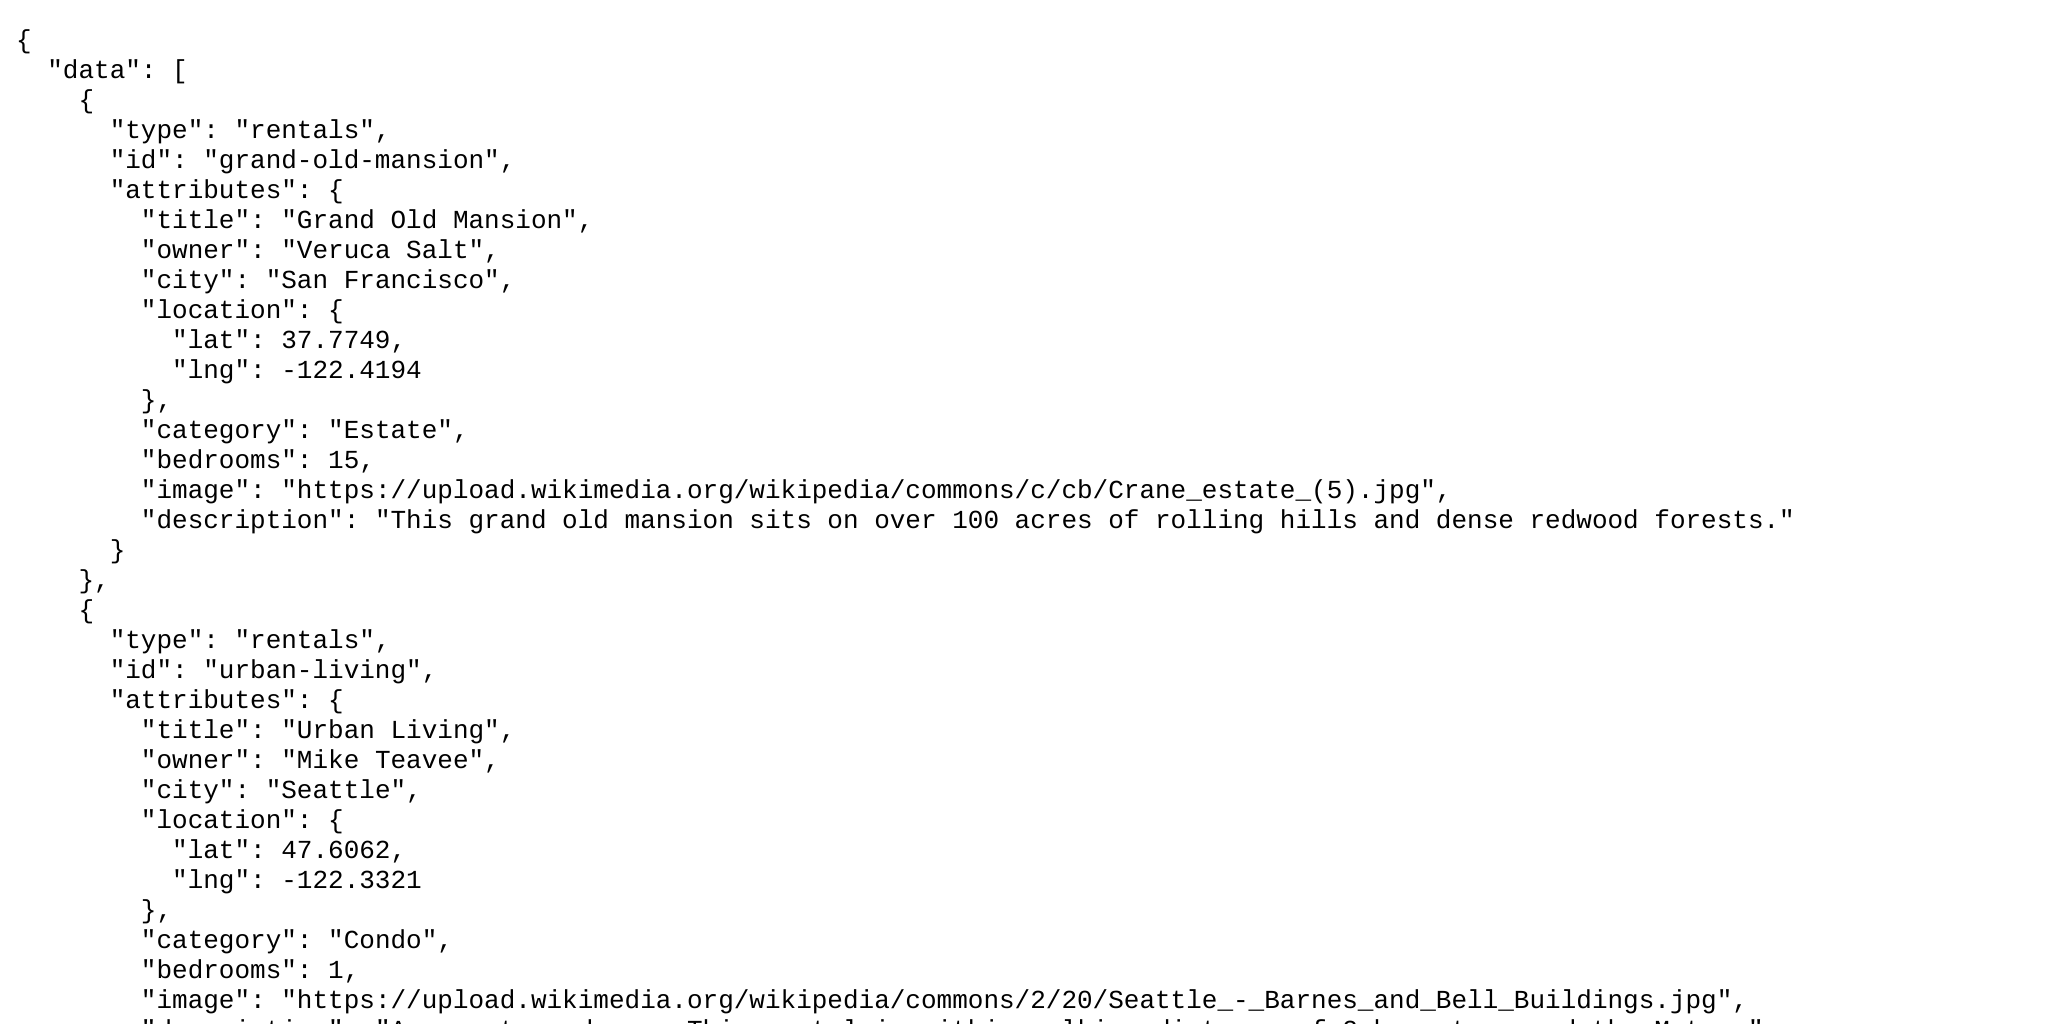 {
  "data": [
    {
      "type": "rentals",
      "id": "grand-old-mansion",
      "attributes": {
        "title": "Grand Old Mansion",
        "owner": "Veruca Salt",
        "city": "San Francisco",
        "location": {
          "lat": 37.7749,
          "lng": -122.4194
        },
        "category": "Estate",
        "bedrooms": 15,
        "image": "https://upload.wikimedia.org/wikipedia/commons/c/cb/Crane_estate_(5).jpg",
        "description": "This grand old mansion sits on over 100 acres of rolling hills and dense redwood forests."
      }
    },
    {
      "type": "rentals",
      "id": "urban-living",
      "attributes": {
        "title": "Urban Living",
        "owner": "Mike Teavee",
        "city": "Seattle",
        "location": {
          "lat": 47.6062,
          "lng": -122.3321
        },
        "category": "Condo",
        "bedrooms": 1,
        "image": "https://upload.wikimedia.org/wikipedia/commons/2/20/Seattle_-_Barnes_and_Bell_Buildings.jpg",